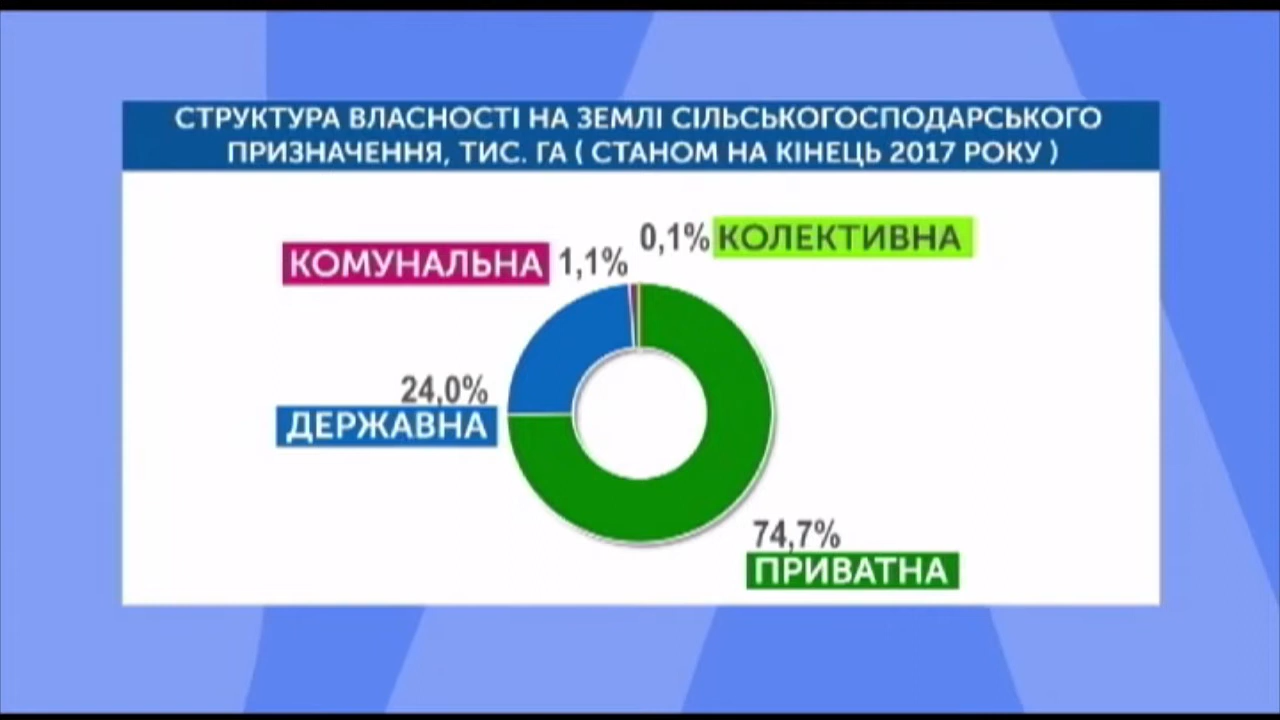 СТРУКТУРА ВЛАСНОСТІ НА ЗЕМЛІ СІЛЬСЬКОГОСПОДАРСЬКОГО
ПРИЗНАЧЕННЯ, ТИС. ГА ( СТАНОМ НА КІНЕЦЬ 2017 РОКУ )
0,1% КОЛЕКТИВНА
КОМУНАЛЬНА 1,1%
24,0%
ДЕРЖАВНА
74,7%
ПРИВАТНА